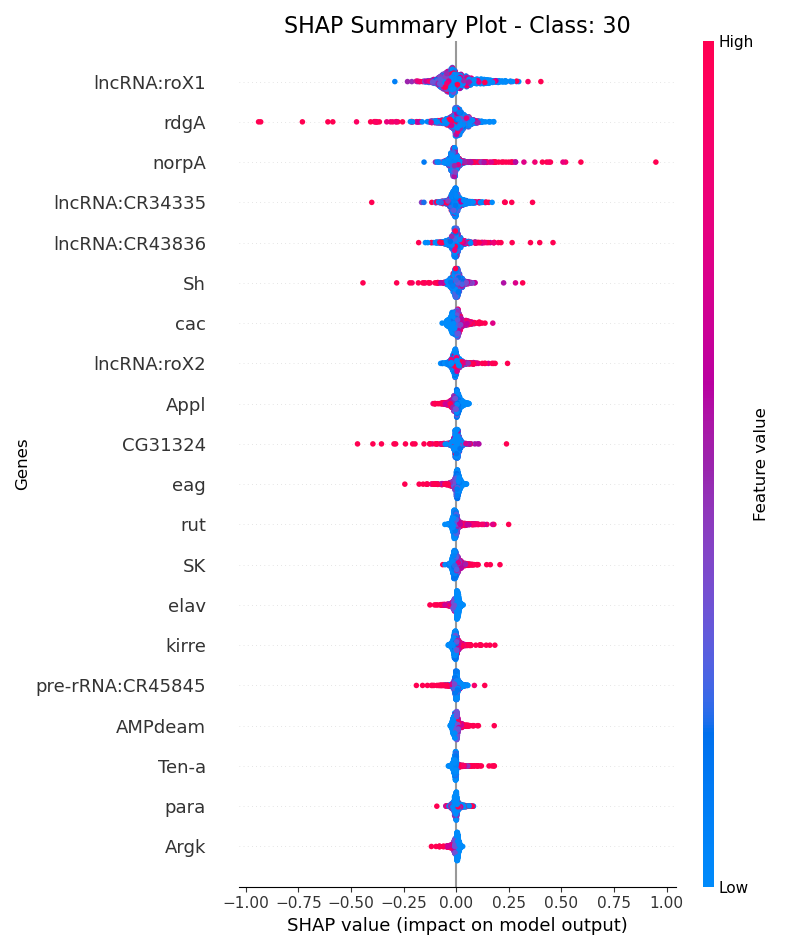 SHAP Summary Plot - Class: 30
High
lncRNA:roX1
rdgA
norpA
lncRNA:CR34335
lncRNA:CR43836
Sh
cac
lncRNA:roX2
Appl
CG31324
eag
rut
SK
elav
kirre
pre-rRNA:CR45845
AMPdeam
Ten-a
para
Argk
Genes
Feature value
Low
−1.00 −0.75 −0.50 −0.25 0.00 0.25 0.50 0.75 1.00
SHAP value (impact on model output)